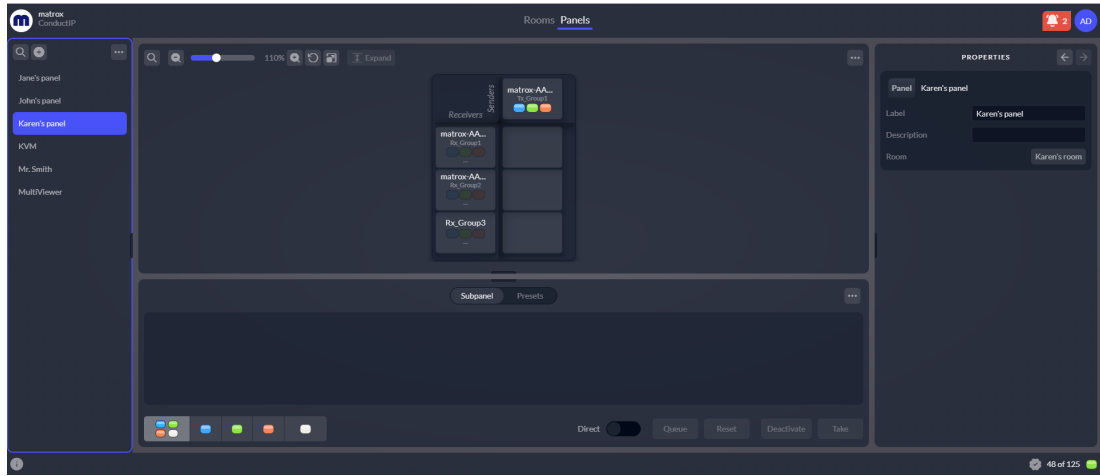 matrox
ConductIP
Rooms Panels
2
AD
Jane's panel
John's panel
Karen's panel
KVM
Mr. Smith
MultiViewer
110%
Expand
Senders
Receivers
matrox-AA...
Tx_Group1
matrox-AA...
Rx_Group1
...
matrox-AA...
Rx_Group2
...
Rx_Group3
...
Subpanel Presets
Direct
Queue Reset Deactivate Take
PROPERTIES
Panel Karen's panel
Label Karen's panel
Description
Room Karen's room
48 of 125